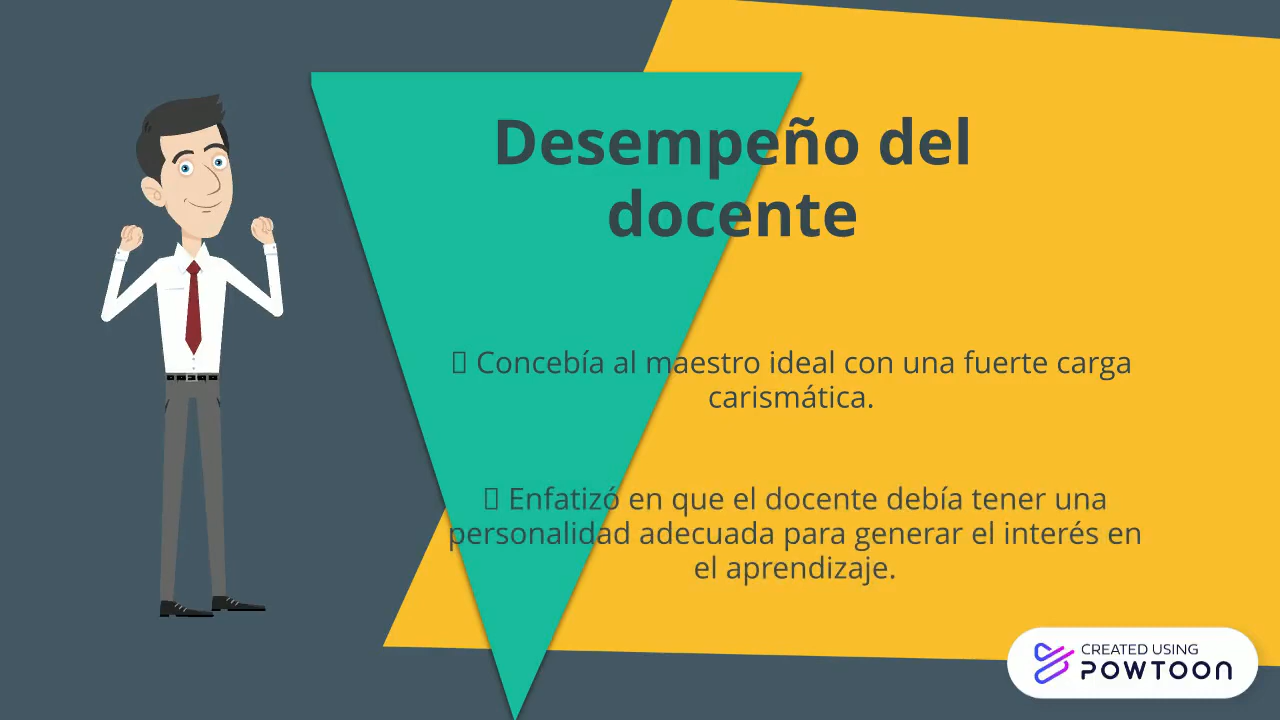 Desempeño del
docente
▯ Concebía al maestro ideal con una fuerte carga
carismática.
▯ Enfatizó en que el docente debía tener una
personalidad adecuada para generar el interés en
el aprendizaje.
CREATED USING
POWTOON